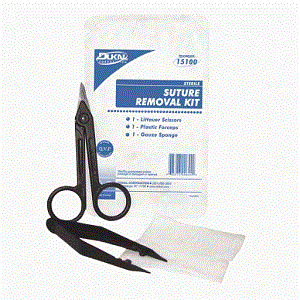 DUKAL
15100
STERILE
SUTURE
REMOVAL KIT
1 - Littauer Scissors
1 - Plastic Forceps
1 - Gauze Sponge